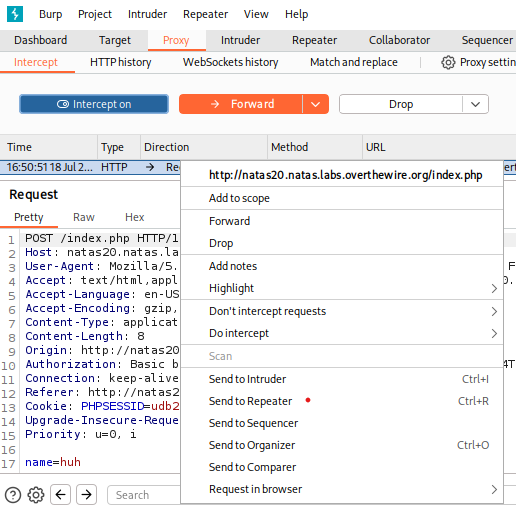 Burp Project Intruder Repeater View Help
Dashboard Target Proxy Intruder Repeater Collaborator Sequencer
Intercept HTTP history WebSockets history Match and replace Proxy settin
Intercept on Forward Drop
Time Type Direction Method URL
16:50:51 18 Jul 2... HTTP
http://natas20.natas.labs.overthewire.org/index.php
Add to scope
Forward
Drop
Add notes
Highlight
Don't intercept requests
Do intercept
Scan
Send to Intruder Ctrl+I
Send to Repeater Ctrl+R
Send to Sequencer
Send to Organizer Ctrl+O
Send to Comparer
Request in browser
Request
Pretty Raw Hex
1 POST /index.php HTTP/1
2 Host: natas20.natas.la
3 User-Agent: Mozilla/5.
4 Accept: text/html,appl
5 Accept-Language: en-US
6 Accept-Encoding: gzip,
7 Content-Type: applicat
8 Content-Length: 8
9 Origin: http://natas20
10 Authorization: Basic b
11 Connection: keep-alive
12 Referer: http://natas2
13 Cookie: PHPSESSID=udb2
14 Upgrade-Insecure-Reque
15 Priority: u=0, i
16
17 name=huh
Search